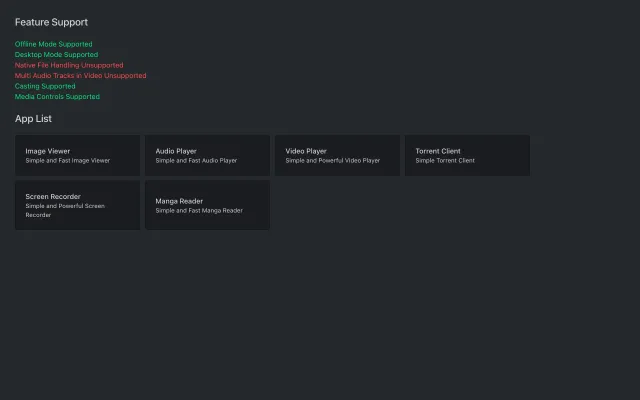 Feature Support
Offline Mode Supported
Desktop Mode Supported
Native File Handling Unsupported
Multi Audio Tracks in Video Unsupported
Casting Supported
Media Controls Supported
App List
Image Viewer
Simple and Fast Image Viewer
Audio Player
Simple and Fast Audio Player
Video Player
Simple and Powerful Video Player
Torrent Client
Simple Torrent Client
Screen Recorder
Simple and Powerful Screen
Recorder
Manga Reader
Simple and Fast Manga Reader